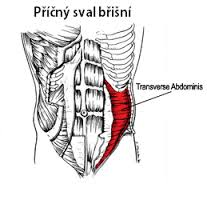 Příčný sval břišní
Transverse Abdominis